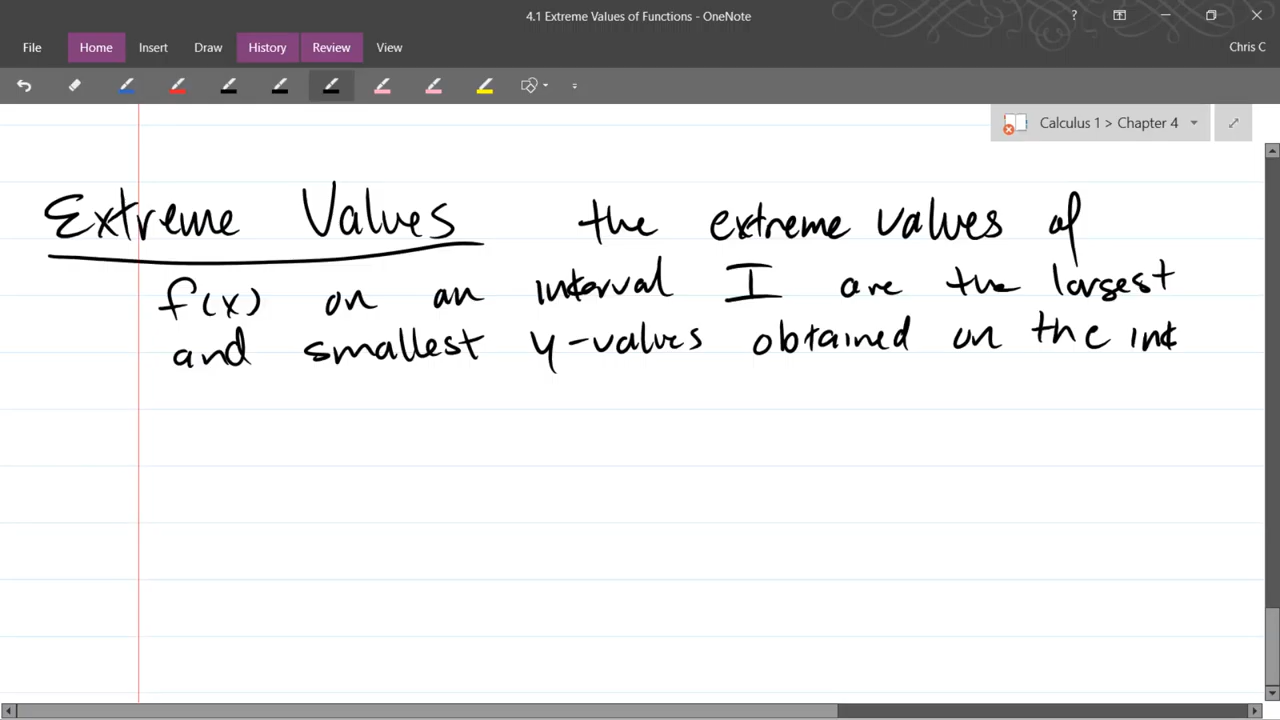 4.1 Extreme Values of Functions - OneNote
?
File Home Insert Draw History Review View
Chris C
Calculus 1 > Chapter 4
Extreme Values the extreme values of
f(x) on an interval I are the largest
and smallest y-values obtained on the int